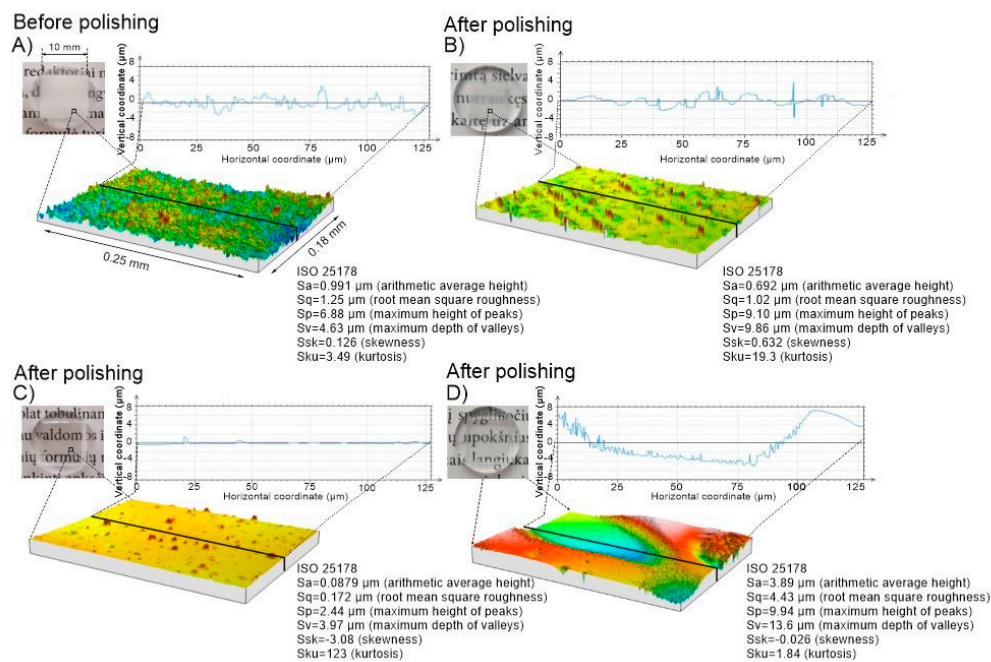 Before polishing
A)
10 mm
redaktoriai
formulė
Vertical coordinate (µm)
8
4
0
-4
-8
0 25 50 75 100 125
Horizontal coordinate (µm)
0.25 mm
0.18 mm
ISO 25178
Sa=0.991 µm (arithmetic average height)
Sq=1.25 µm (root mean square roughness)
Sp=6.88 µm (maximum height of peaks)
Sv=4.63 µm (maximum depth of valleys)
Ssk=0.126 (skewness)
Sku=3.49 (kurtosis)
After polishing
B)
rimtą sielva
nutraukęs
Vertical coordinate (µm)
8
4
0
-4
-8
0 25 50 75 100 125
Horizontal coordinate (µm)
ISO 25178
Sa=0.692 µm (arithmetic average height)
Sq=1.02 µm (root mean square roughness)
Sp=9.10 µm (maximum height of peaks)
Sv=9.86 µm (maximum depth of valleys)
Ssk=0.632 (skewness)
Sku=19.3 (kurtosis)
After polishing
C)
plat tobulinan
valdomos i
Vertical coordinate (µm)
8
4
0
-4
-8
0 25 50 75 100 125
Horizontal coordinate (µm)
ISO 25178
Sa=0.0879 µm (arithmetic average height)
Sq=0.172 µm (root mean square roughness)
Sp=2.44 µm (maximum height of peaks)
Sv=3.97 µm (maximum depth of valleys)
Ssk=-3.08 (skewness)
Sku=123 (kurtosis)
After polishing
D)
į spygliuočiu
ų upokšnius
ais langiuka
Vertical coordinate (µm)
8
4
0
-4
-8
0 25 50 75 100 125
Horizontal coordinate (µm)
ISO 25178
Sa=3.89 µm (arithmetic average height)
Sq=4.43 µm (root mean square roughness)
Sp=9.94 µm (maximum height of peaks)
Sv=13.6 µm (maximum depth of valleys)
Ssk=-0.026 (skewness)
Sku=1.84 (kurtosis)